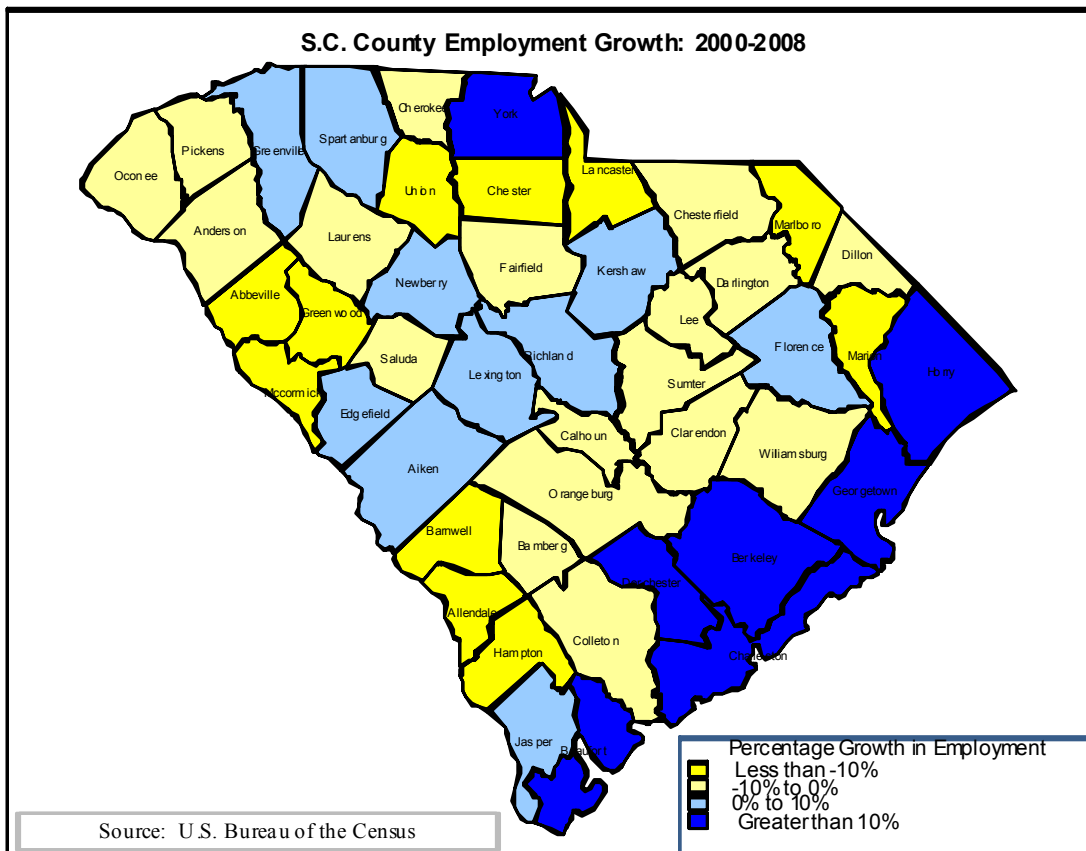 S.C. County Employment Growth: 2000-2008
Cherokee
York
Spartanburg
Greenville
Pickens
Oconee
Union
Chester
Lancaster
Chesterfield
Marlboro
Anderson
Laurens
Fairfield
Kershaw
Darlington
Dillon
Newberry
Abbeville
Greenwood
Lee
Saluda
Richland
Florence
Marion
Horry
Lexington
Sumter
Mccormick
Edgefield
Calhoun
Clarendon
Williamsburg
Aiken
Orangeburg
Georgetown
Barnwell
Bamberg
Berkeley
Dorchester
Allendale
Colleton
Hampton
Charleston
Jasper
Beaufort
Percentage Growth in Employment
Less than -10%
-10% to 0%
0% to 10%
Greater than 10%
Source: U.S. Bureau of the Census